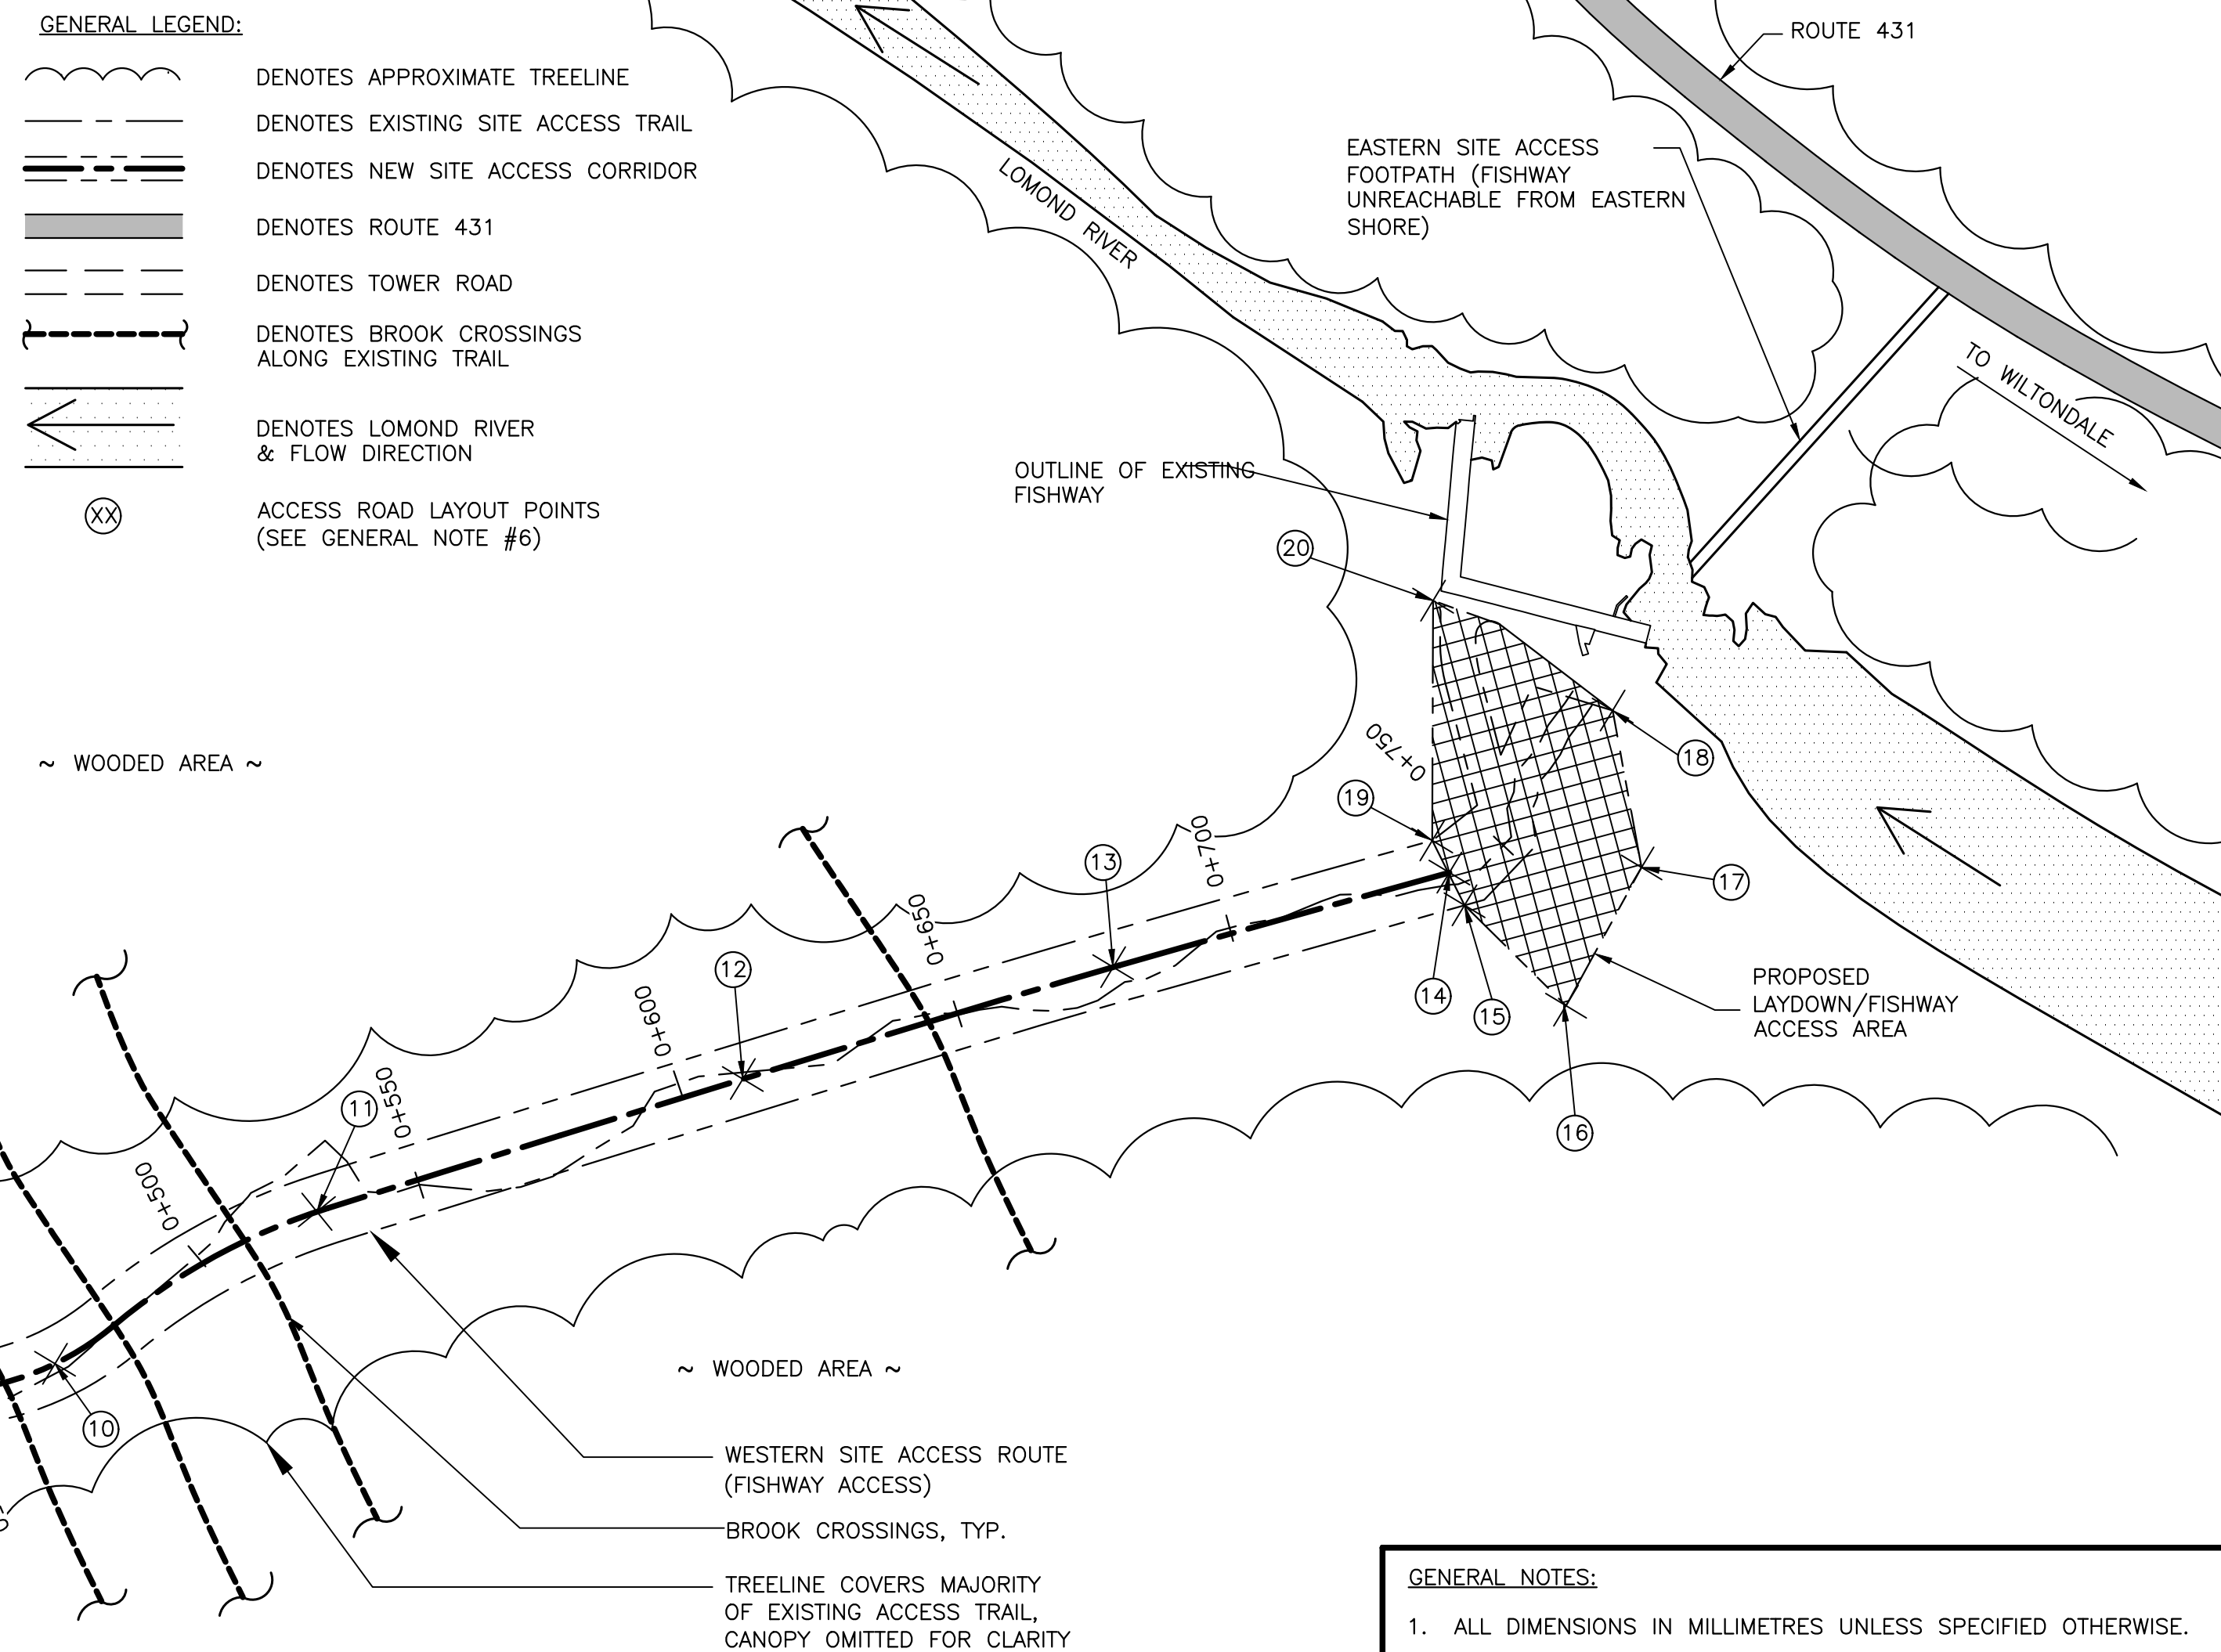 GENERAL LEGEND:
DENOTES APPROXIMATE TREELINE
DENOTES EXISTING SITE ACCESS TRAIL
DENOTES NEW SITE ACCESS CORRIDOR
DENOTES ROUTE 431
DENOTES TOWER ROAD
DENOTES BROOK CROSSINGS
ALONG EXISTING TRAIL
DENOTES LOMOND RIVER
& FLOW DIRECTION
XX
ACCESS ROAD LAYOUT POINTS
(SEE GENERAL NOTE #6)
ROUTE 431
EASTERN SITE ACCESS
FOOTPATH (FISHWAY
UNREACHABLE FROM EASTERN
SHORE)
LOMOND RIVER
TO WILTONDALE
OUTLINE OF EXISTING
FISHWAY
20
18
19
17
0+750
0+700
13
0+650
12
0+600
11
0+550
0+500
10
14
15
16
PROPOSED
LAYDOWN/FISHWAY
ACCESS AREA
~ WOODED AREA ~
~ WOODED AREA ~
WESTERN SITE ACCESS ROUTE
(FISHWAY ACCESS)
BROOK CROSSINGS, TYP.
TREELINE COVERS MAJORITY
OF EXISTING ACCESS TRAIL,
CANOPY OMITTED FOR CLARITY
GENERAL NOTES:
1. ALL DIMENSIONS IN MILLIMETRES UNLESS SPECIFIED OTHERWISE.